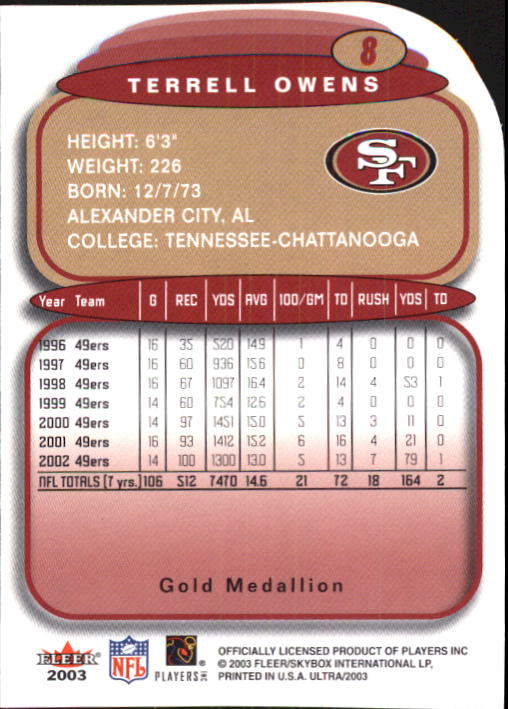 8
TERRELL OWENS
HEIGHT: 6'3"
WEIGHT: 226
BORN: 12/7/73
ALEXANDER CITY, AL
COLLEGE: TENNESSEE-CHATTANOOGA
SF
Year Team G REC YDS AVG 100/GM TD RUSH YDS TD
1996 49ers 16 35 520 14.9 1 4 0 0 0
1997 49ers 16 60 936 15.6 0 8 0 0 0
1998 49ers 16 67 1097 16.4 2 14 4 53 1
1999 49ers 14 60 754 12.6 2 4 0 0 0
2000 49ers 14 97 1451 15.0 5 13 3 11 0
2001 49ers 16 93 1412 15.2 6 16 4 21 0
2002 49ers 14 100 1300 13.0 5 13 7 79 1
NFL TOTALS (7 yrs.) 106 512 7470 14.6 21 72 18 164 2
Gold Medallion
FLEER®
2003
NFL
PLAYERS INC
OFFICIALLY LICENSED PRODUCT OF PLAYERS INC
© 2003 FLEER/SKYBOX INTERNATIONAL LP.
PRINTED IN U.S.A. ULTRA/2003